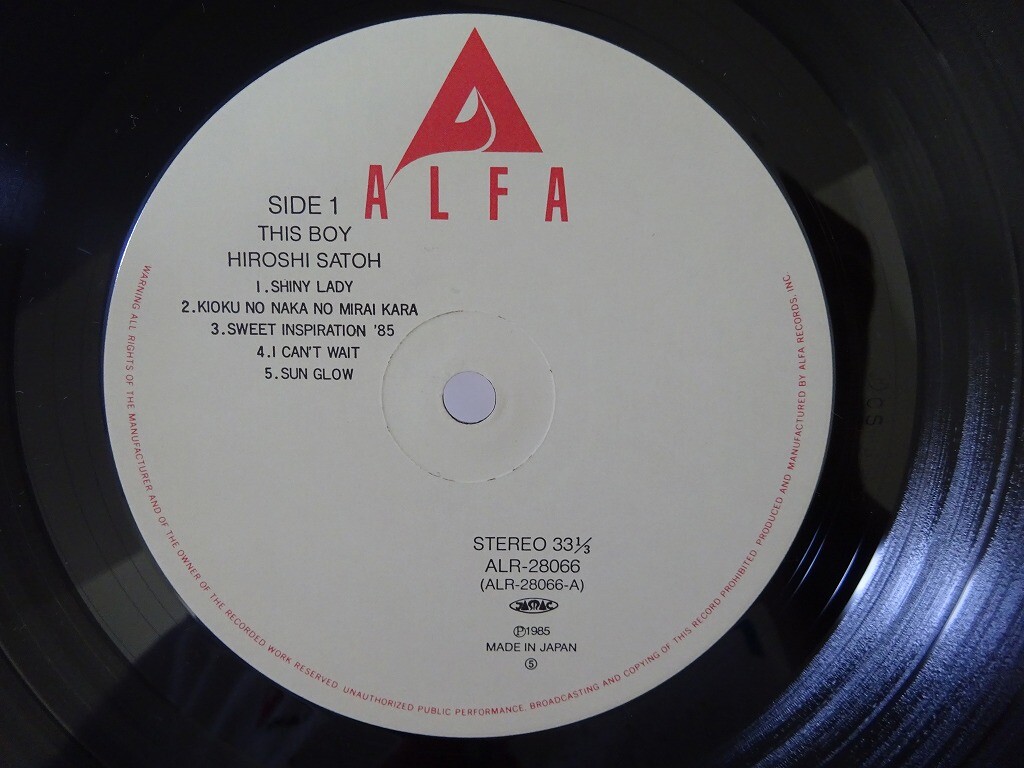 ALFA
SIDE 1
THIS BOY
HIROSHI SATOH
1.SHINY LADY
2.KIOKU NO NAKA NO MIRAI KARA
3.SWEET INSPIRATION '85
4.I CAN'T WAIT
5.SUN GLOW
STEREO 33⅓
ALR-28066
(ALR-28066-A)
JASRAC
Ⓟ1985
MADE IN JAPAN
⑤
WARNING ALL RIGHTS OF THE MANUFACTURER AND OF THE OWNER OF THE RECORDED WORK RESERVED. UNAUTHORIZED PUBLIC PERFORMANCE, BROADCASTING AND COPYING OF THIS RECORD PROHIBITED. PRODUCED AND MANUFACTURED BY ALFA RECORDS, INC.